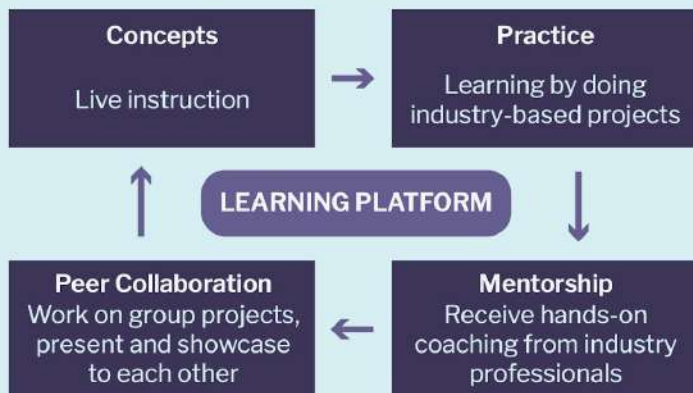 Concepts
Live instruction
Practice
Learning by doing
industry-based projects
LEARNING PLATFORM
Peer Collaboration
Work on group projects,
present and showcase
to each other
Mentorship
Receive hands-on
coaching from industry
professionals